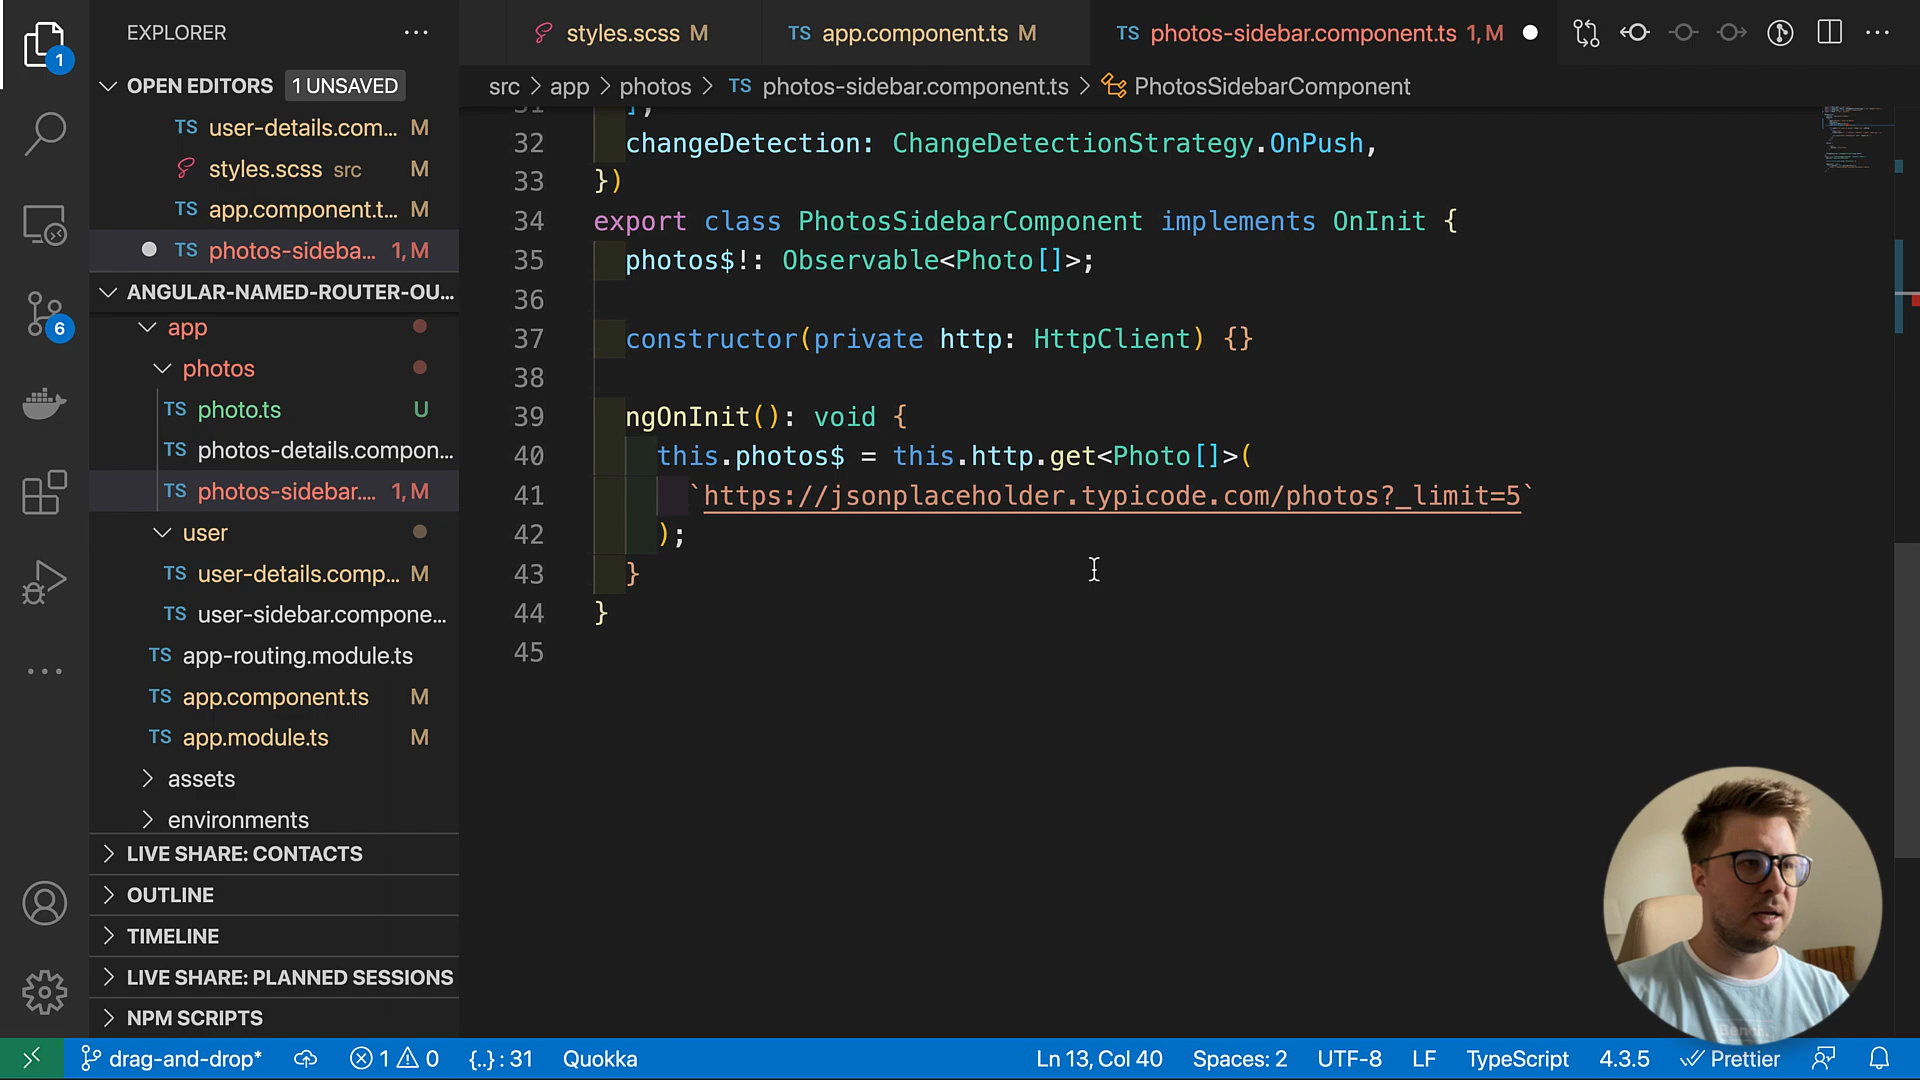 EXPLORER
OPEN EDITORS 1 UNSAVED
TS user-details.com... M
styles.scss src M
TS app.component.t... M
TS photos-sideba... 1, M
ANGULAR-NAMED-ROUTER-OU...
app
photos
TS photo.ts U
TS photos-details.compon...
TS photos-sidebar.... 1, M
user
TS user-details.comp... M
TS user-sidebar.compone...
TS app-routing.module.ts
TS app.component.ts M
TS app.module.ts M
assets
environments
LIVE SHARE: CONTACTS
OUTLINE
TIMELINE
LIVE SHARE: PLANNED SESSIONS
NPM SCRIPTS
1
6
styles.scss M
TS app.component.ts M
TS photos-sidebar.component.ts 1, M
src > app > photos > TS photos-sidebar.component.ts > PhotosSidebarComponent
31 ],
32 changeDetection: ChangeDetectionStrategy.OnPush,
33 })
34 export class PhotosSidebarComponent implements OnInit {
35 photos$!: Observable<Photo[]>;
36
37 constructor(private http: HttpClient) {}
38
39 ngOnInit(): void {
40 this.photos$ = this.http.get<Photo[]>(
41 `https://jsonplaceholder.typicode.com/photos?_limit=5`
42 );
43 }
44 }
45
drag-and-drop* 1 0 {..} : 31 Quokka Ln 13, Col 40 Spaces: 2 UTF-8 LF TypeScript 4.3.5 Prettier